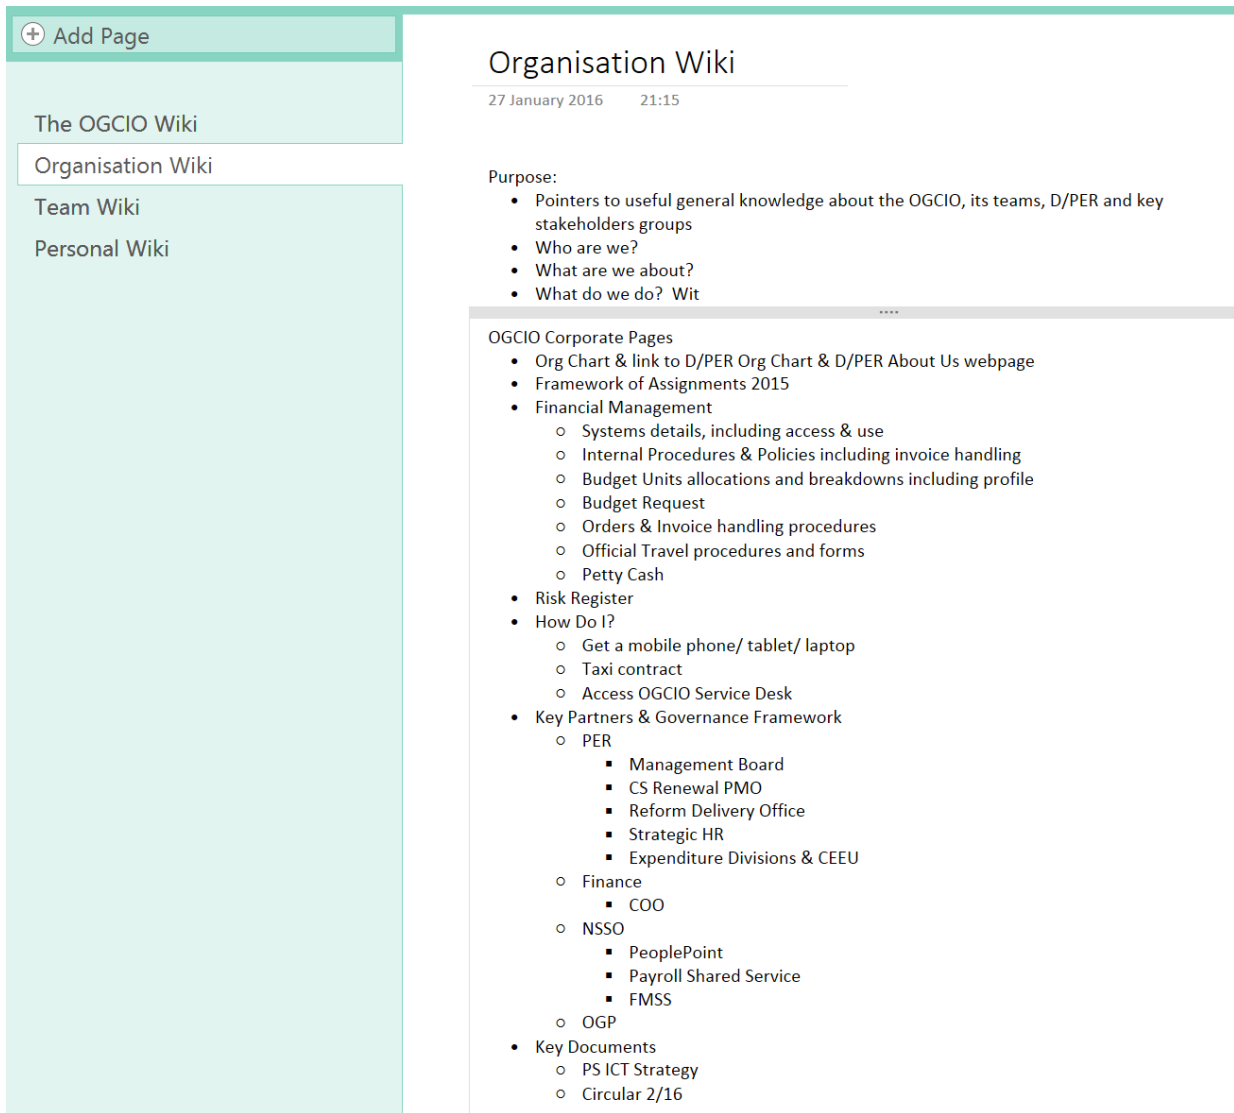 Add Page
The OGCIO Wiki
Organisation Wiki
Team Wiki
Personal Wiki
Organisation Wiki
27 January 2016 21:15
Purpose:
• Pointers to useful general knowledge about the OGCIO, its teams, D/PER and key
stakeholders groups
• Who are we?
• What are we about?
• What do we do?  Wit
OGCIO Corporate Pages
• Org Chart & link to D/PER Org Chart & D/PER About Us webpage
• Framework of Assignments 2015
• Financial Management
○ Systems details, including access & use
○ Internal Procedures & Policies including invoice handling
○ Budget Units allocations and breakdowns including profile
○ Budget Request
○ Orders & Invoice handling procedures
○ Official Travel procedures and forms
○ Petty Cash
• Risk Register
• How Do I?
○ Get a mobile phone/ tablet/ laptop
○ Taxi contract
○ Access OGCIO Service Desk
• Key Partners & Governance Framework
○ PER
▪ Management Board
▪ CS Renewal PMO
▪ Reform Delivery Office
▪ Strategic HR
▪ Expenditure Divisions & CEEU
○ Finance
▪ COO
○ NSSO
▪ PeoplePoint
▪ Payroll Shared Service
▪ FMSS
○ OGP
• Key Documents
○ PS ICT Strategy
○ Circular 2/16